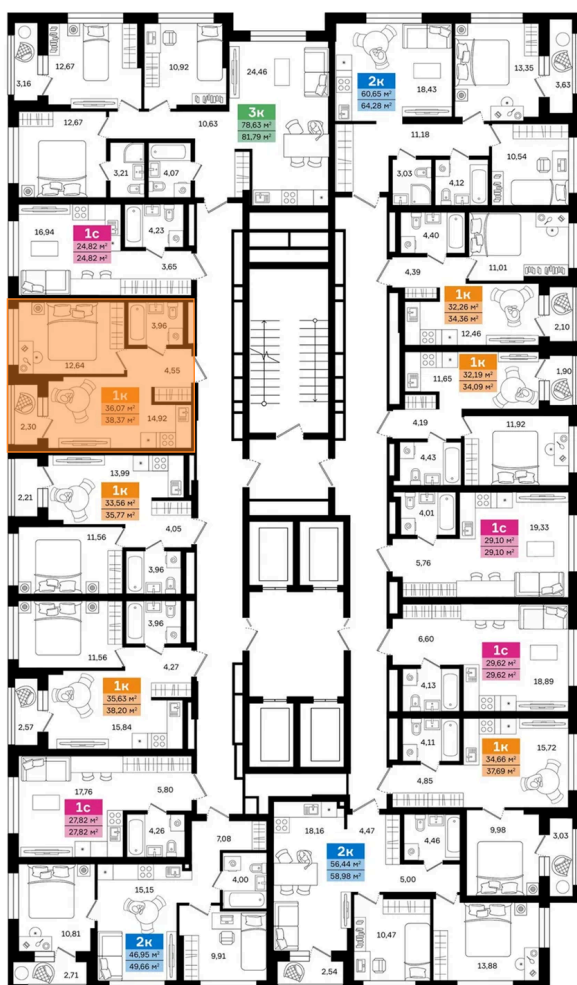 12,67
10,92
3,16
24,46
3к
78,63 м²
81,79 м²
10,63
12,67
3,21
4,07
2к
60,65 м²
64,28 м²
18,43
13,35
3,63
11,18
10,54
3,03
4,12
16,94
1с
24,82 м²
24,82 м²
4,23
3,65
4,40
4,39
11,01
1к
32,26 м²
34,36 м²
12,46
2,10
3,96
12,64
4,55
1к
36,07 м²
38,37 м²
14,92
2,30
1к
32,19 м²
34,09 м²
11,65
1,90
4,19
11,92
4,43
13,99
2,21
1к
33,56 м²
35,77 м²
4,05
11,56
3,96
4,01
1с
29,10 м²
29,10 м²
19,33
5,76
3,96
11,56
4,27
1к
35,63 м²
38,20 м²
15,84
2,57
6,60
1с
29,62 м²
29,62 м²
4,13
18,89
4,11
1к
34,66 м²
37,69 м²
15,72
4,85
17,76
1с
27,82 м²
27,82 м²
5,80
4,26
7,08
18,16
4,47
2к
56,44 м²
58,98 м²
4,46
5,00
9,98
3,03
15,15
4,00
10,81
2к
46,95 м²
49,66 м²
2,71
9,91
10,47
2,54
13,88